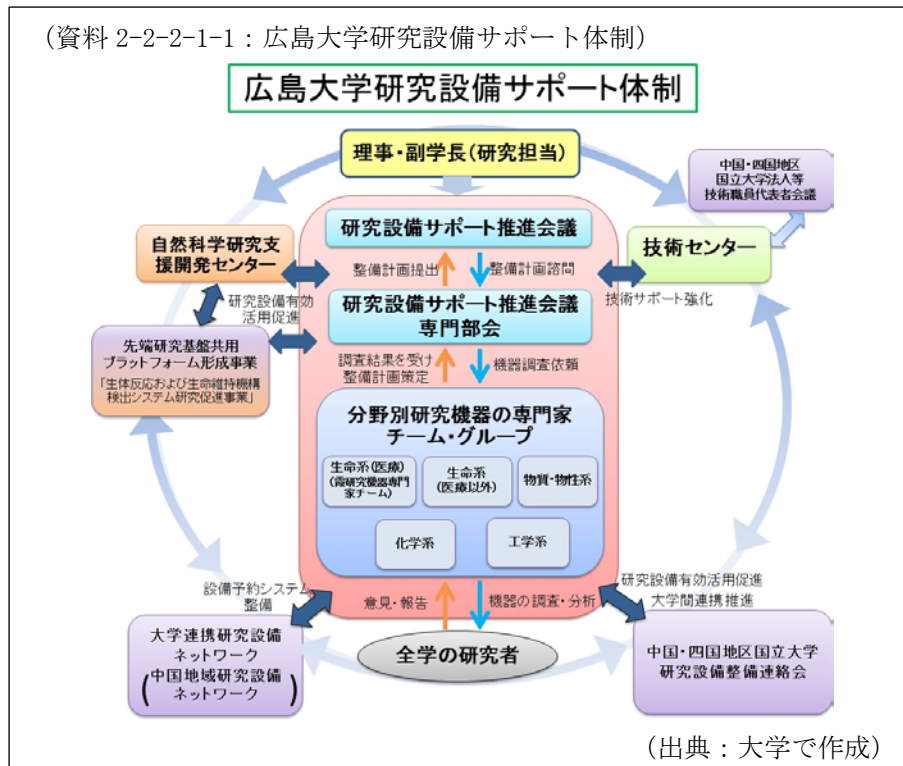 (資料 2-2-2-1-1：広島大学研究設備サポート体制)
広島大学研究設備サポート体制
理事・副学長(研究担当)
中国・四国地区
国立大学法人等
技術職員代表者会議
研究設備サポート推進会議
自然科学研究支
援開発センター
技術センター
整備計画提出
整備計画諮問
研究設備有効
活用促進
技術サポート強化
研究設備サポート推進会議
専門部会
先端研究基盤共用
プラットフォーム形成事業
「生体反応および生命維持機構
検出システム研究促進事業」
調査結果を受け
整備計画策定
機器調査依頼
分野別研究機器の専門家
チーム・グループ
生命系(医療)
(霞研究機器専門
家チーム)
生命系
(医療以外)
物質・物性系
化学系
工学系
設備予約システム
整備
意見・報告
機器の調査・分析
研究設備有効活用促進
大学間連携推進
大学連携研究設備
ネットワーク
(中国地域研究設備
ネットワーク)
全学の研究者
中国・四国地区国立大学
研究設備整備連絡会
(出典：大学で作成)